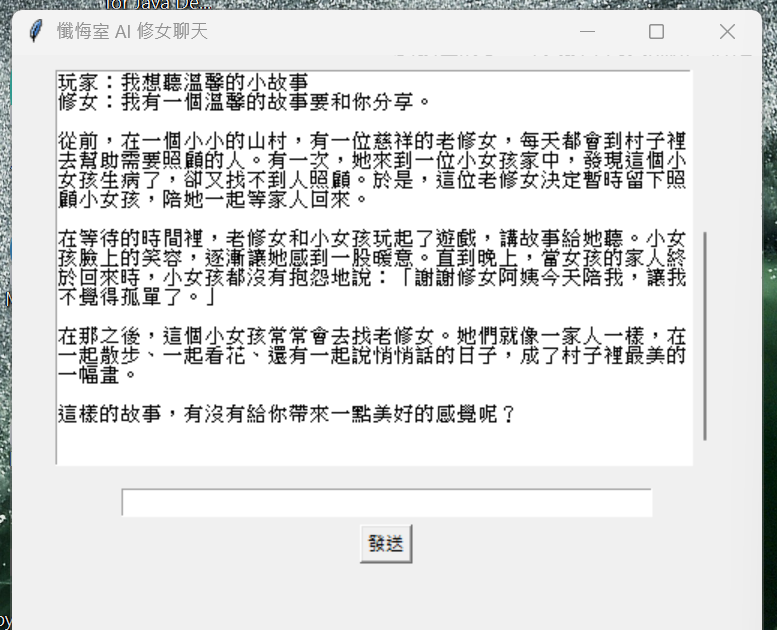 for Java De...
懺悔室 AI 修女聊天
玩家：我想聽溫馨的小故事
修女：我有一個溫馨的故事要和你分享。
從前，在一個小小的山村，有一位慈祥的老修女，每天都會到村子裡
去幫助需要照顧的人。有一次，她來到一位小女孩家中，發現這個小
女孩生病了，卻又找不到人照顧。於是，這位老修女決定暫時留下照
顧小女孩，陪她一起等家人回來。
在等待的時間裡，老修女和小女孩玩起了遊戲，講故事給她聽。小女
孩臉上的笑容，逐漸讓她感到一股暖意。直到晚上，當女孩的家人終
於回來時，小女孩都沒有抱怨地說：「謝謝修女阿姨今天陪我，讓我
不覺得孤單了。」
在那之後，這個小女孩常常會去找老修女。她們就像一家人一樣，在
一起散步、一起看花、還有一起說悄悄話的日子，成了村子裡最美的
一幅畫。
這樣的故事，有沒有給你帶來一點美好的感覺呢？
發送